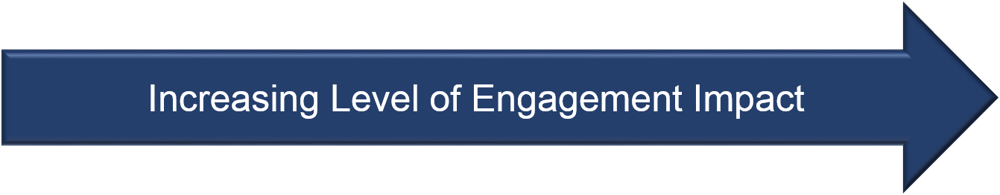 Increasing Level of Engagement Impact